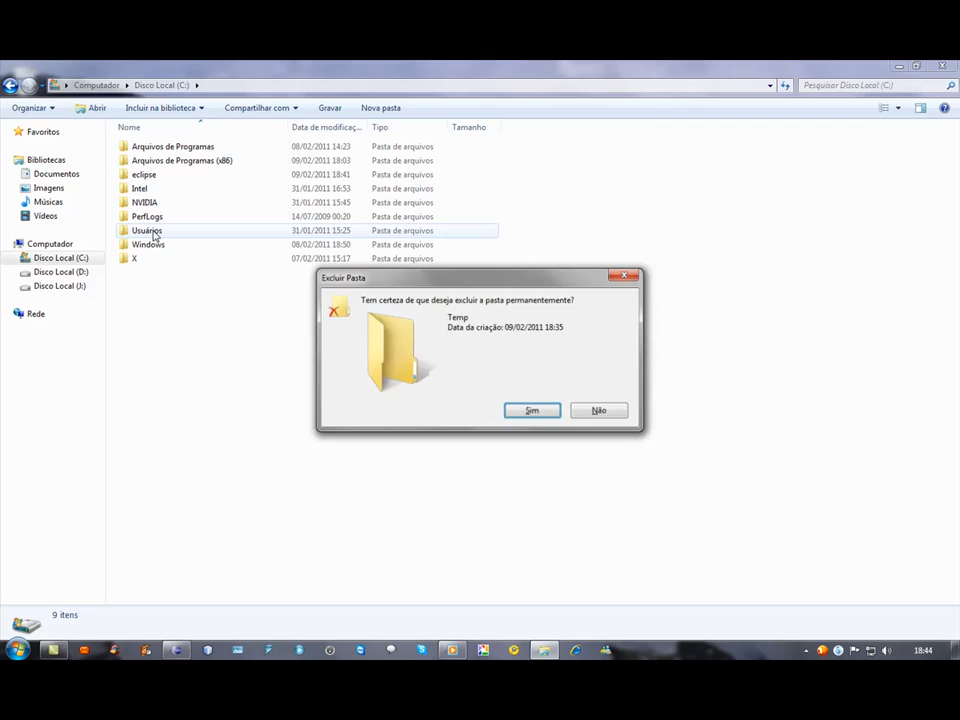 Computador
Disco Local (C:)
Pesquisar Disco Local (C:)
Organizar
Abrir
Incluir na biblioteca
Compartilhar com
Gravar
Nova pasta
Favoritos
Bibliotecas
Documentos
Imagens
Músicas
Vídeos
Computador
Disco Local (C:)
Disco Local (D:)
Disco Local (J:)
Rede
Nome Data de modificaç... Tipo Tamanho
Arquivos de Programas 08/02/2011 14:23 Pasta de arquivos
Arquivos de Programas (x86) 09/02/2011 18:03 Pasta de arquivos
eclipse 09/02/2011 18:41 Pasta de arquivos
Intel 31/01/2011 16:53 Pasta de arquivos
NVIDIA 31/01/2011 15:45 Pasta de arquivos
PerfLogs 14/07/2009 00:20 Pasta de arquivos
Usuários 31/01/2011 15:25 Pasta de arquivos
Windows 08/02/2011 18:50 Pasta de arquivos
X 07/02/2011 15:17 Pasta de arquivos
Excluir Pasta
Tem certeza de que deseja excluir a pasta permanentemente?
Temp
Data da criação: 09/02/2011 18:35
Sim
Não
9 itens
18:44